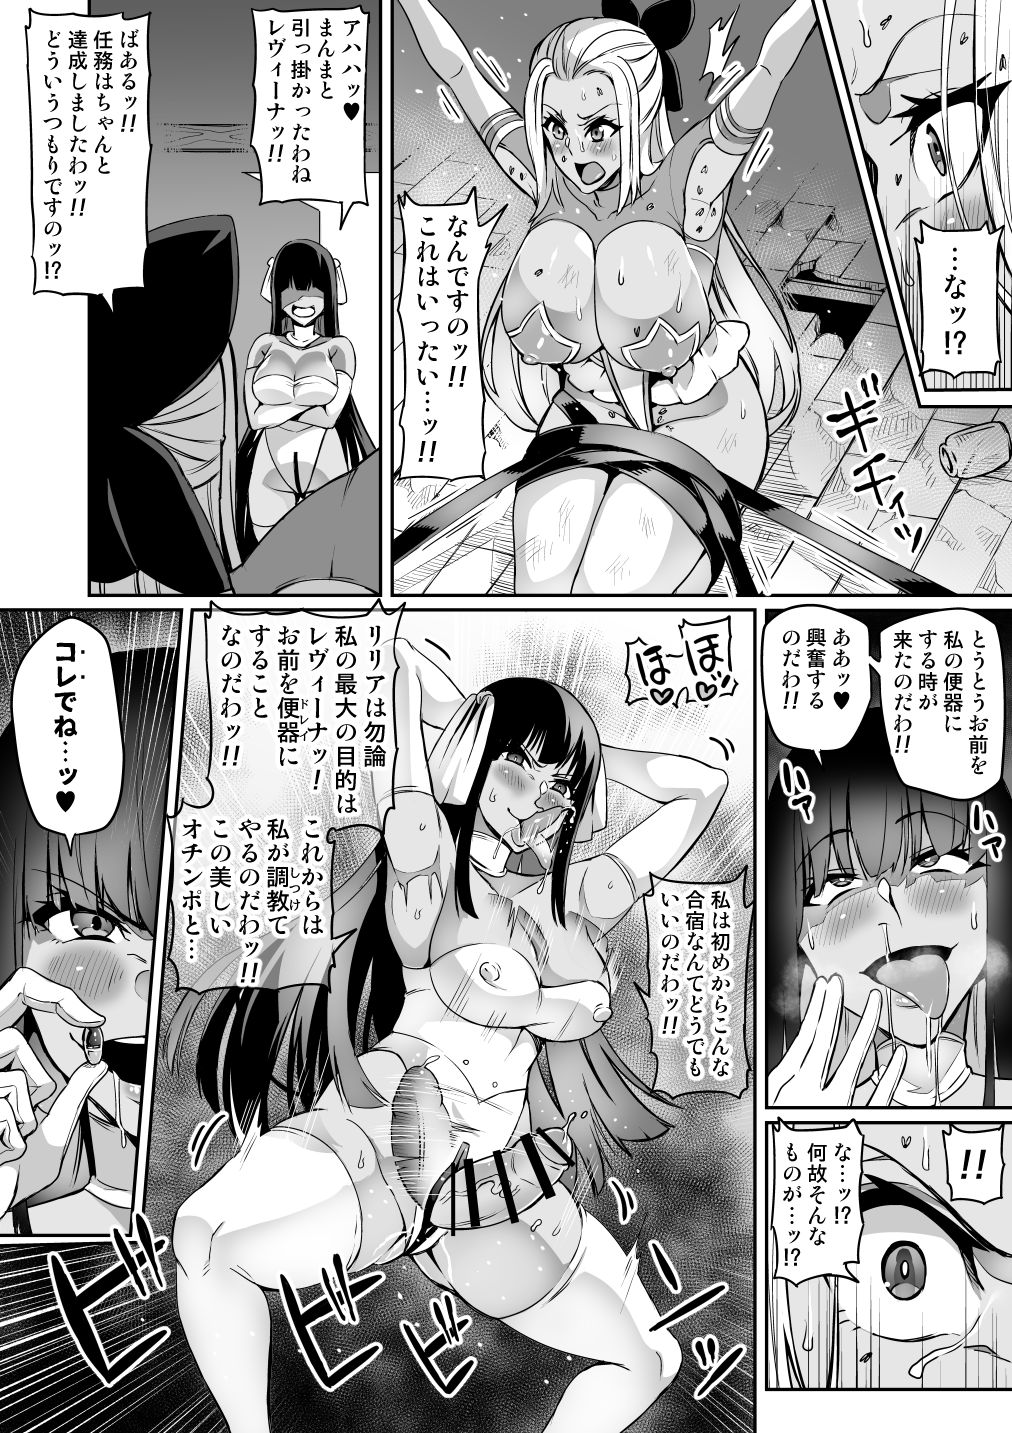 …なッ!?
なんですのッ!!
これはいったい…ッ!!
ギチィッ
アハハッ♥
まんまと
引っ掛かったわね
レヴィーナッ!!
ばあるッ!!
任務はちゃんと
達成しましたわッ!!
どういうつもりですのッ!?
とうとうお前を
私の便器に
する時が
来たのだわ!!
ああッ♥
興奮する
のだわ!!
ハァ
ハァ
!!
な…ッ!?
何故そんな
ものが…ッ!?
ほ〜ほ!
♥♥ッ
私は初めからこんな
合宿なんてどうでも
いいのだわッ!!
リリアは勿論
私の最大の目的は
レヴィーナッ!
お前を便器に
ドレイ
すること
なのだわッ!!
これからは
私が調教て
しつけ
やるのだわッ!!
この美しい
オチンポと…
ビドビドビーン
コレでね…ッ♥